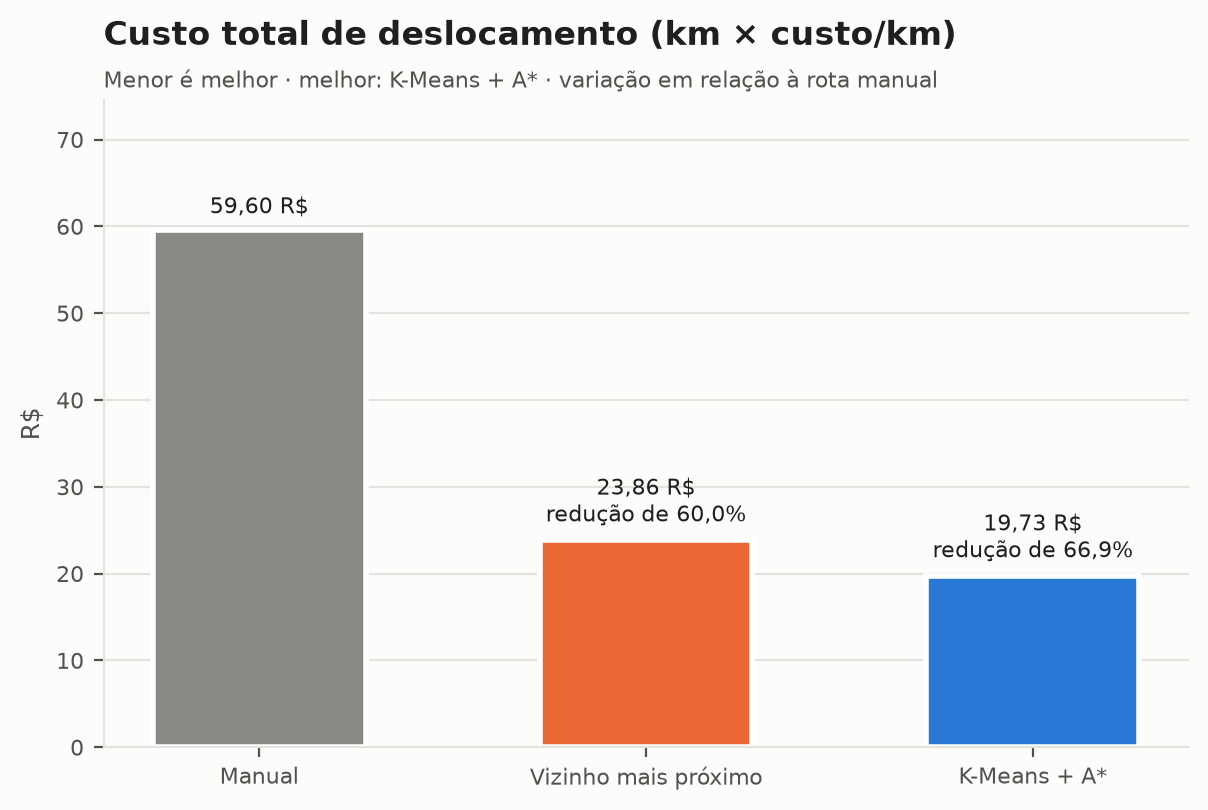 Custo total de deslocamento (km × custo/km)
Menor é melhor · melhor: K-Means + A* · variação em relação à rota manual
R$
70
60
50
40
30
20
10
0
59,60 R$
23,86 R$
redução de 60,0%
19,73 R$
redução de 66,9%
Manual
Vizinho mais próximo
K-Means + A*